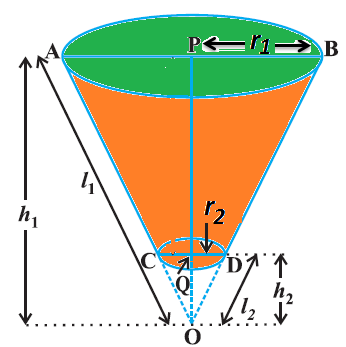 A P r₁ B
l₁
h₁
r₂
C D
Q h₂
l₂
O